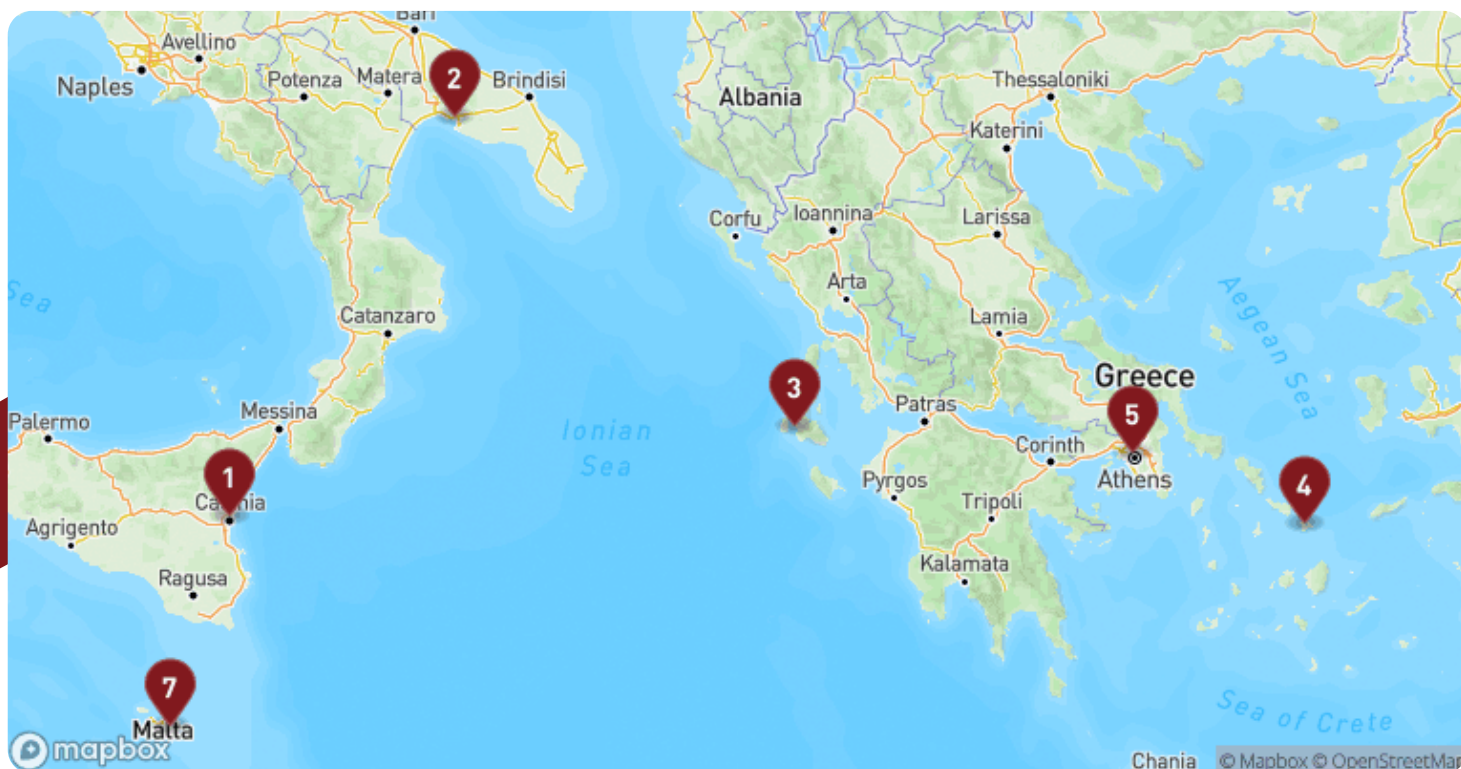 Bari
Avellino
Naples
Potenza
Matera
2
Brindisi
Albania
Thessaloniki
Katerini
Corfu
Ioannina
Larissa
Arta
Sea
Catanzaro
Lamia
Aegean Sea
Greece
3
Messina
Palermo
Ionian
Sea
Patras
5
1
Catania
Corinth
Athens
4
Agrigento
Pyrgos
Tripoli
Ragusa
Kalamata
7
Malta
Sea of Crete
mapbox
Chania
© Mapbox © OpenStreetMap